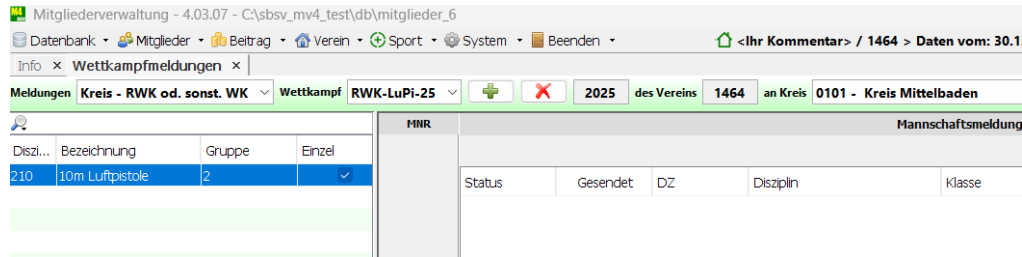 M4 Mitgliederverwaltung - 4.03.07 - C:\sbsv_mv4_test\db\mitglieder_6
Datenbank Mitglieder Beitrag Verein Sport System Beenden <Ihr Kommentar> / 1464 > Daten vom: 30.1
Info × Wettkampfmeldungen ×
Meldungen Kreis - RWK od. sonst. WK Wettkampf RWK-LuPi-25 2025 des Vereins 1464 an Kreis 0101 - Kreis Mittelbaden
MNR Mannschaftsmeldung
Diszi... Bezeichnung Gruppe Einzel
210 10m Luftpistole 2
Status Gesendet DZ Disziplin Klasse